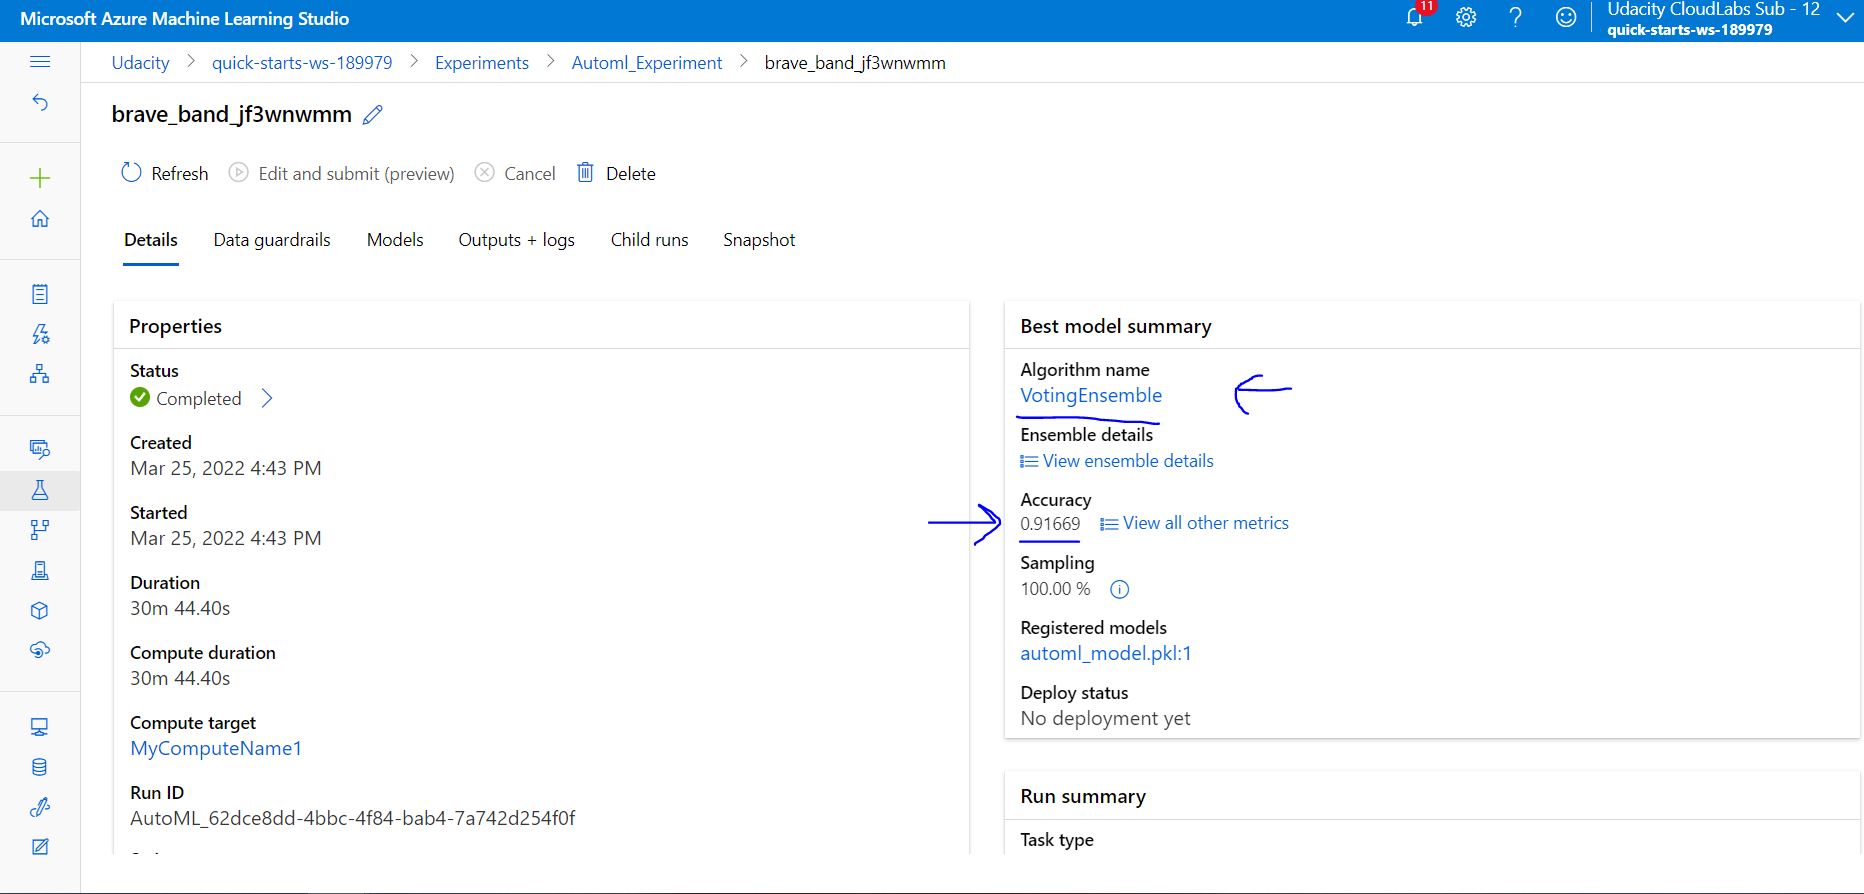 Microsoft Azure Machine Learning Studio
11
Udacity CloudLabs Sub - 12
quick-starts-ws-189979
Udacity > quick-starts-ws-189979 > Experiments > Automl_Experiment > brave_band_jf3wnwmm
brave_band_jf3wnwmm
Refresh Edit and submit (preview) Cancel Delete
Details Data guardrails Models Outputs + logs Child runs Snapshot
Properties
Status
Completed
Created
Mar 25, 2022 4:43 PM
Started
Mar 25, 2022 4:43 PM
Duration
30m 44.40s
Compute duration
30m 44.40s
Compute target
MyComputeName1
Run ID
AutoML_62dce8dd-4bbc-4f84-bab4-7a742d254f0f
Best model summary
Algorithm name
VotingEnsemble
Ensemble details
View ensemble details
Accuracy
0.91669 View all other metrics
Sampling
100.00 %
Registered models
automl_model.pkl:1
Deploy status
No deployment yet
Run summary
Task type